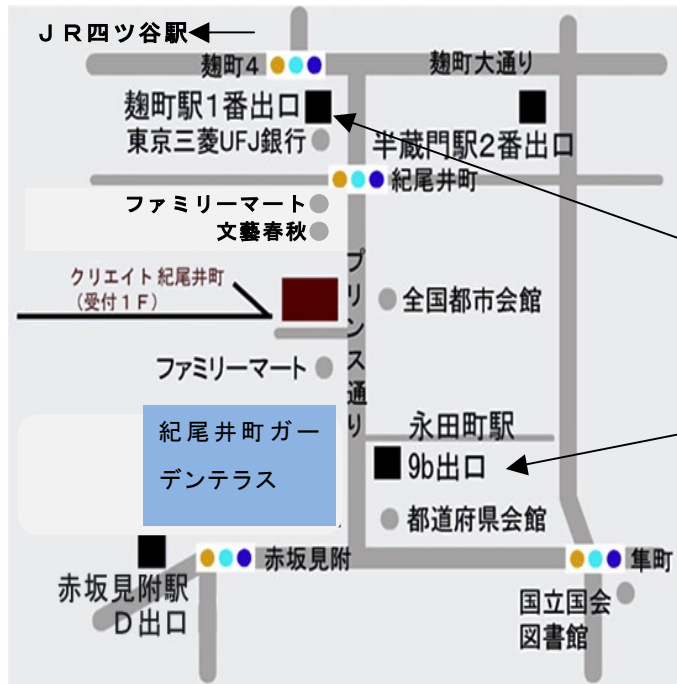 ＪＲ四ツ谷駅
麹町4
麹町大通り
麹町駅1番出口
東京三菱UFJ銀行
半蔵門駅2番出口
紀尾井町
ファミリーマート
文藝春秋
クリエイト紀尾井町
（受付１Ｆ）
プリンス通り
全国都市会館
ファミリーマート
紀尾井町ガー
デンテラス
永田町駅
9b出口
都道府県会館
赤坂見附
隼町
赤坂見附駅
D出口
国立国会
図書館